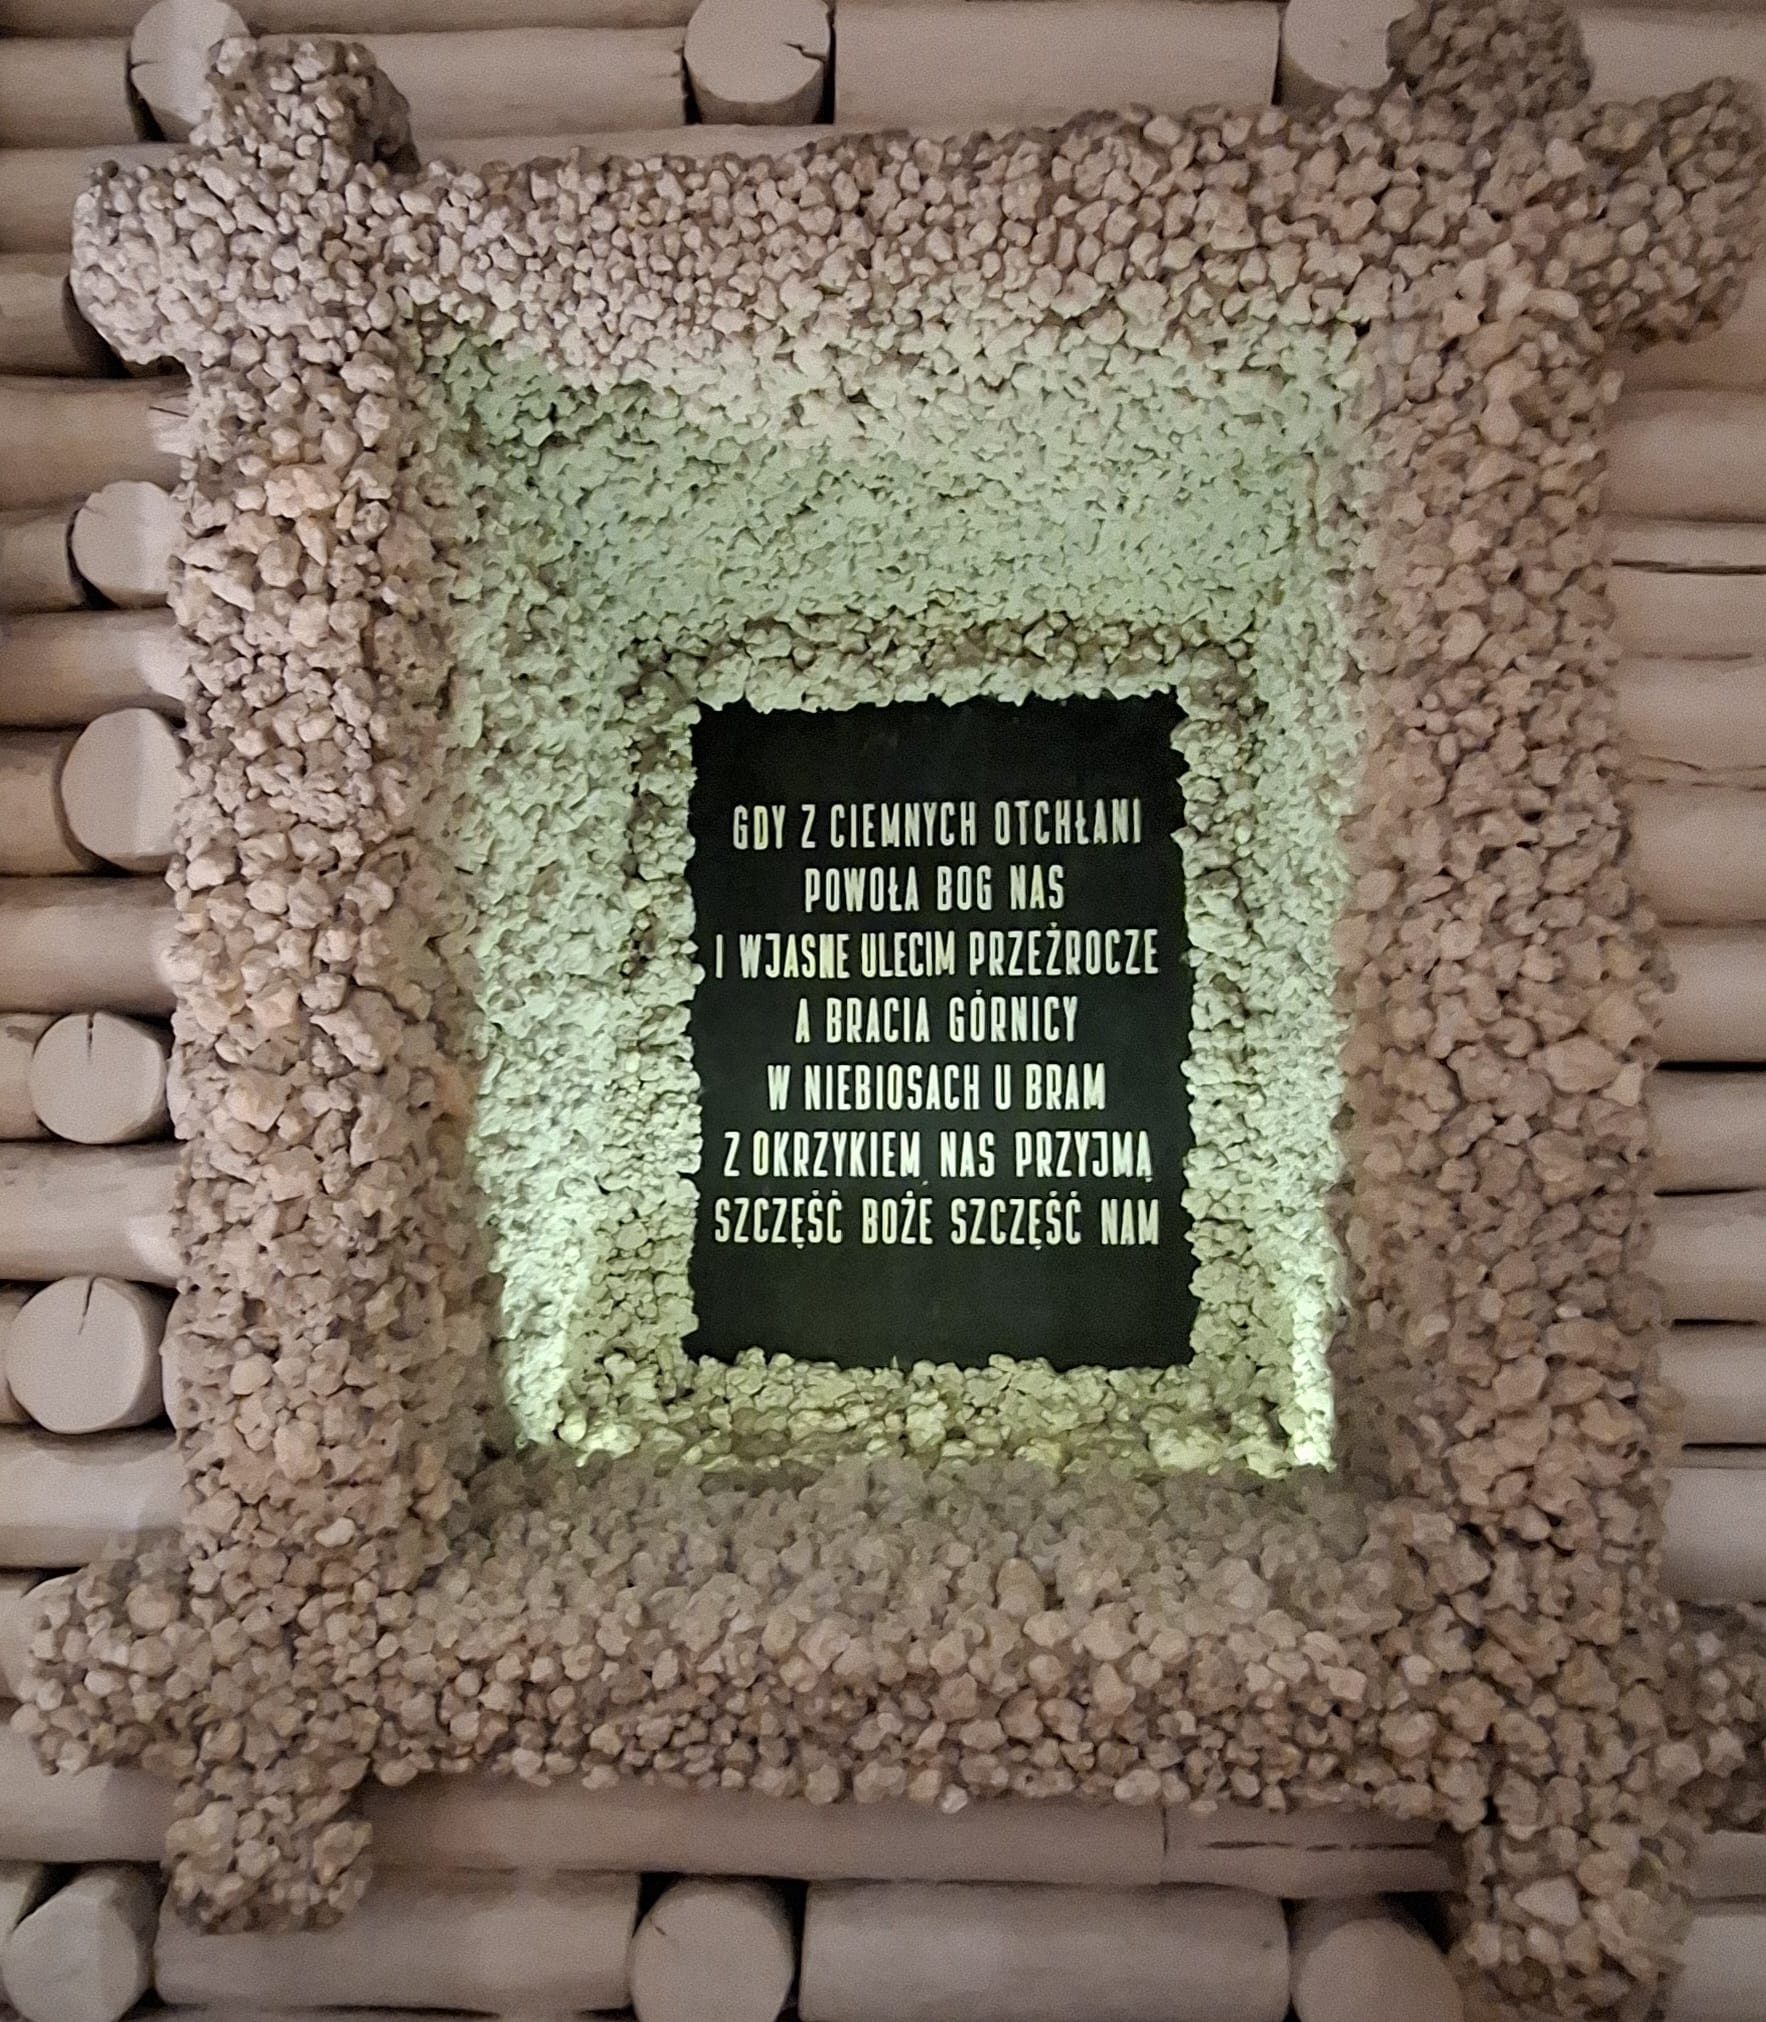 GDY Z CIEMNYCH OTCHŁANI
POWOŁA BOG NAS
I WJASNE ULECIM PRZEŹROCZE
A BRACIA GÓRNICY
W NIEBIOSACH U BRAM
Z OKRZYKIEM NAS PRZYJMĄ
SZCZĘŚĆ BOŻE SZCZĘŚĆ NAM